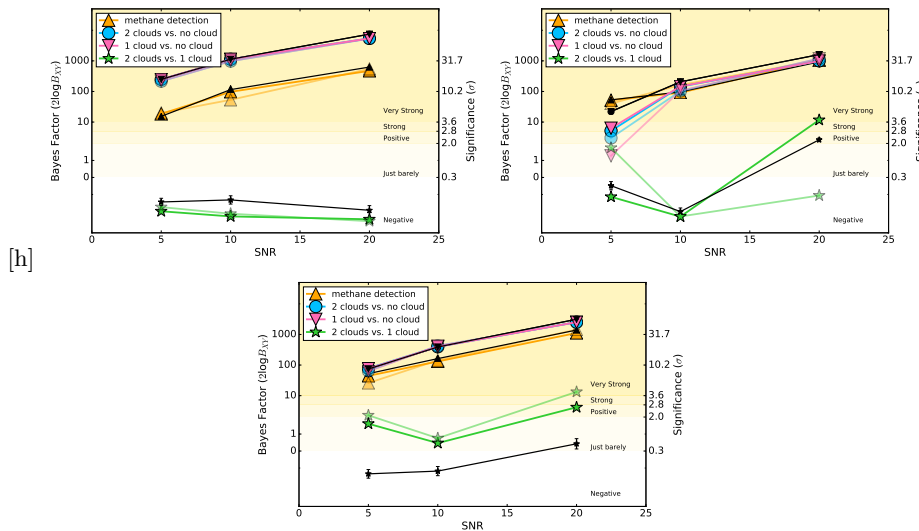 methane detection
2 clouds vs. no cloud
1 cloud vs. no cloud
2 clouds vs. 1 cloud
Bayes Factor (2logB_XY)
1000
100
10
1
0
31.7
10.2
3.6
2.8
2.0
0.3
Significance (σ)
Very Strong
Strong
Positive
Just barely
Negative
0 5 10 15 20 25
SNR
methane detection
2 clouds vs. no cloud
1 cloud vs. no cloud
2 clouds vs. 1 cloud
Bayes Factor (2logB_XY)
1000
100
10
1
0
31.7
10.2
3.6
2.8
2.0
0.3
Significance (σ)
Very Strong
Strong
Positive
Just barely
Negative
0 5 10 15 20 25
SNR
[h]
methane detection
2 clouds vs. no cloud
1 cloud vs. no cloud
2 clouds vs. 1 cloud
Bayes Factor (2logB_XY)
1000
100
10
1
0
31.7
10.2
3.6
2.8
2.0
0.3
Significance (σ)
Very Strong
Strong
Positive
Just barely
Negative
0 5 10 15 20 25
SNR